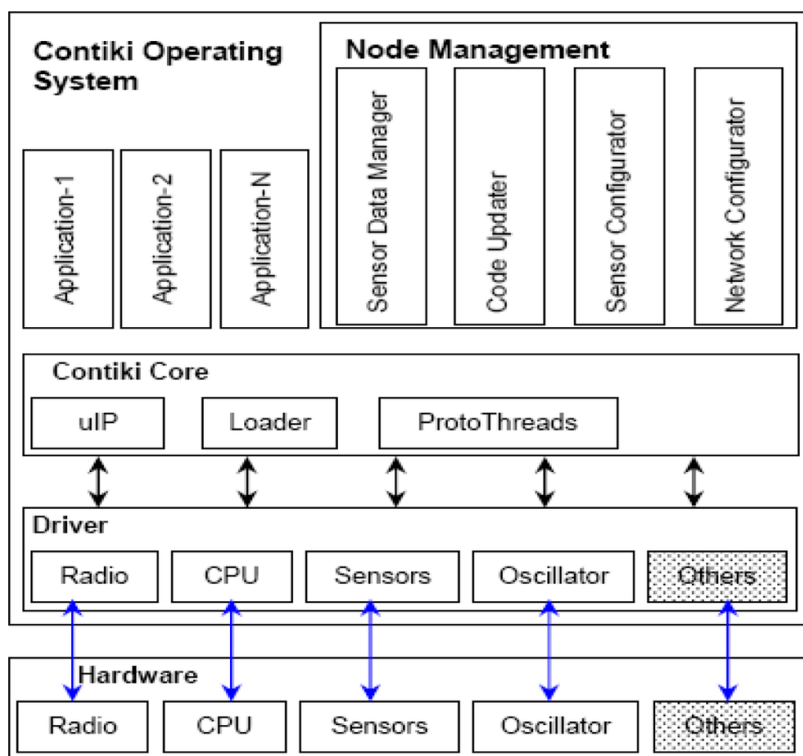 Contiki Operating
System
Node Management
Application-1
Application-2
Application-N
Sensor Data Manager
Code Updater
Sensor Configurator
Network Configurator
Contiki Core
uIP
Loader
ProtoThreads
Driver
Radio
CPU
Sensors
Oscillator
Others
Hardware
Radio
CPU
Sensors
Oscillator
Others